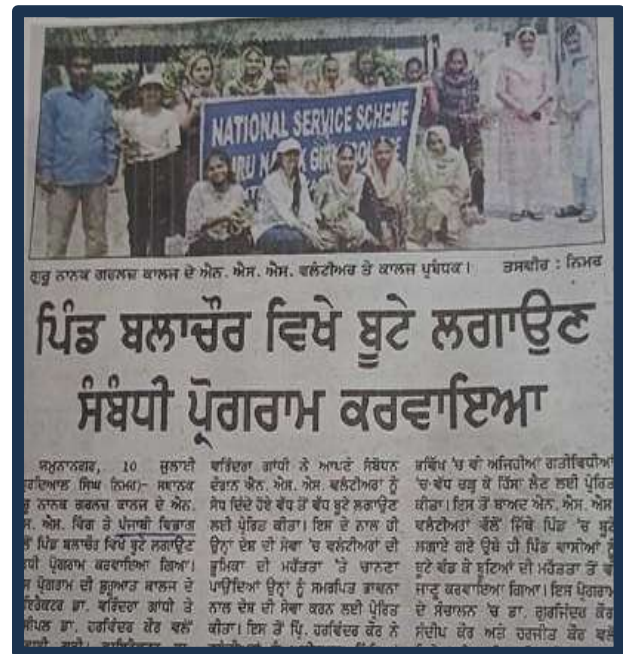 NATIONAL SERVICE SCHEME
ਗੁਰੂ ਨਾਨਕ ਗਰਲਜ਼ ਕਾਲਜ ਦੇ ਐਨ. ਐਸ. ਐਸ. ਵਲੰਟੀਅਰ ਤੇ ਕਾਲਜ ਪ੍ਰਬੰਧਕ। ਤਸਵੀਰ : ਨਿਮਰ
ਪਿੰਡ ਬਲਾਚੌਰ ਵਿਖੇ ਬੂਟੇ ਲਗਾਉਣ
ਸੰਬੰਧੀ ਪ੍ਰੋਗਰਾਮ ਕਰਵਾਇਆ
ਜਮੁਨਾਨਗਰ, 10 ਜੁਲਾਈ
ਸਿੰਘ ਨਿਮਰ)- ਸਥਾਨਕ
ਨਾਨਕ ਗਰਲਜ਼ ਕਾਲਜ ਦੇ ਐਨ.
ਐਸ. ਵਿੰਗ ਤੇ ਪੰਜਾਬੀ ਵਿਭਾਗ
ਪਿੰਡ ਬਲਾਚੌਰ ਵਿਖੇ ਬੂਟੇ ਲਗਾਉਣ
ਪ੍ਰੋਗਰਾਮ ਕਰਵਾਇਆ ਗਿਆ।
ਪ੍ਰੋਗਰਾਮ ਦੀ ਸ਼ੁਰੂਆਤ ਕਾਲਜ ਦੇ
ਡਾ. ਵਰਿੰਦਰਾ ਗਾਂਧੀ ਤੇ
ਡਾ. ਹਰਵਿੰਦਰ ਕੌਰ ਵਲੋਂ
ਵਰਿੰਦਰਾ ਗਾਂਧੀ ਨੇ ਆਪਣੇ ਸੰਬੋਧਨ
ਦੌਰਾਨ ਐਨ. ਐਸ. ਐਸ. ਵਲੰਟੀਅਰਾਂ ਨੂੰ
ਸੇਧ ਦਿੰਦੇ ਹੋਏ ਵੱਧ ਤੋਂ ਵੱਧ ਬੂਟੇ ਲਗਾਉਣ
ਲਈ ਪ੍ਰੇਰਿਤ ਕੀਤਾ। ਇਸ ਦੇ ਨਾਲ ਹੀ
ਉਨ੍ਹਾਂ ਦੇਸ਼ ਦੀ ਸੇਵਾ 'ਚ ਵਲੰਟੀਅਰਾਂ ਦੀ
ਭੂਮਿਕਾ ਦੀ ਮਹੱਤਤਾ 'ਤੇ ਚਾਨਣਾ
ਪਾਉਂਦਿਆਂ ਉਨ੍ਹਾਂ ਨੂੰ ਸਮਰਪਿਤ ਭਾਵਨਾ
ਨਾਲ ਦੇਸ਼ ਦੀ ਸੇਵਾ ਕਰਨ ਲਈ ਪ੍ਰੇਰਿਤ
ਕੀਤਾ। ਇਸ ਤੋਂ ਪ੍ਰਿੰ. ਹਰਵਿੰਦਰ ਕੌਰ ਨੇ
ਭਵਿੱਖ 'ਚ ਵੀ ਅਜਿਹੀਆਂ ਗਤੀਵਿਧੀਆਂ
'ਚ ਵੱਧ ਚੜ੍ਹ ਕੇ ਹਿੱਸਾ ਲੈਣ ਲਈ ਪ੍ਰੇਰਿਤ
ਕੀਤਾ। ਇਸ ਤੋਂ ਬਾਅਦ ਐਨ. ਐਸ. ਐਸ.
ਵਲੰਟੀਅਰਾਂ ਵੱਲੋਂ ਜਿੱਥੇ ਪਿੰਡ 'ਚ ਬੂਟੇ
ਲਗਾਏ ਗਏ ਉਥੇ ਹੀ ਪਿੰਡ ਵਾਸੀਆਂ ਨੂੰ
ਬੂਟੇ ਵੰਡ ਕੇ ਬੂਟਿਆਂ ਦੀ ਮਹੱਤਤਾ ਤੋਂ ਵੀ
ਜਾਣੂ ਕਰਵਾਇਆ ਗਿਆ। ਇਸ ਪ੍ਰੋਗਰਾਮ
ਦੇ ਸੰਚਾਲਨ 'ਚ ਡਾ. ਗੁਰਜਿੰਦਰ ਕੌਰ
ਸੰਦੀਪ ਕੌਰ ਅਤੇ ਹਰਜੀਤ ਕੌਰ ਵਲੋਂ